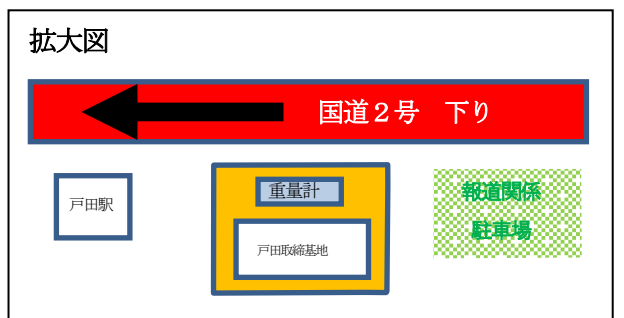 拡大図
国道２号　下り
重量計
戸田駅
戸田取締基地
報道関係
駐車場